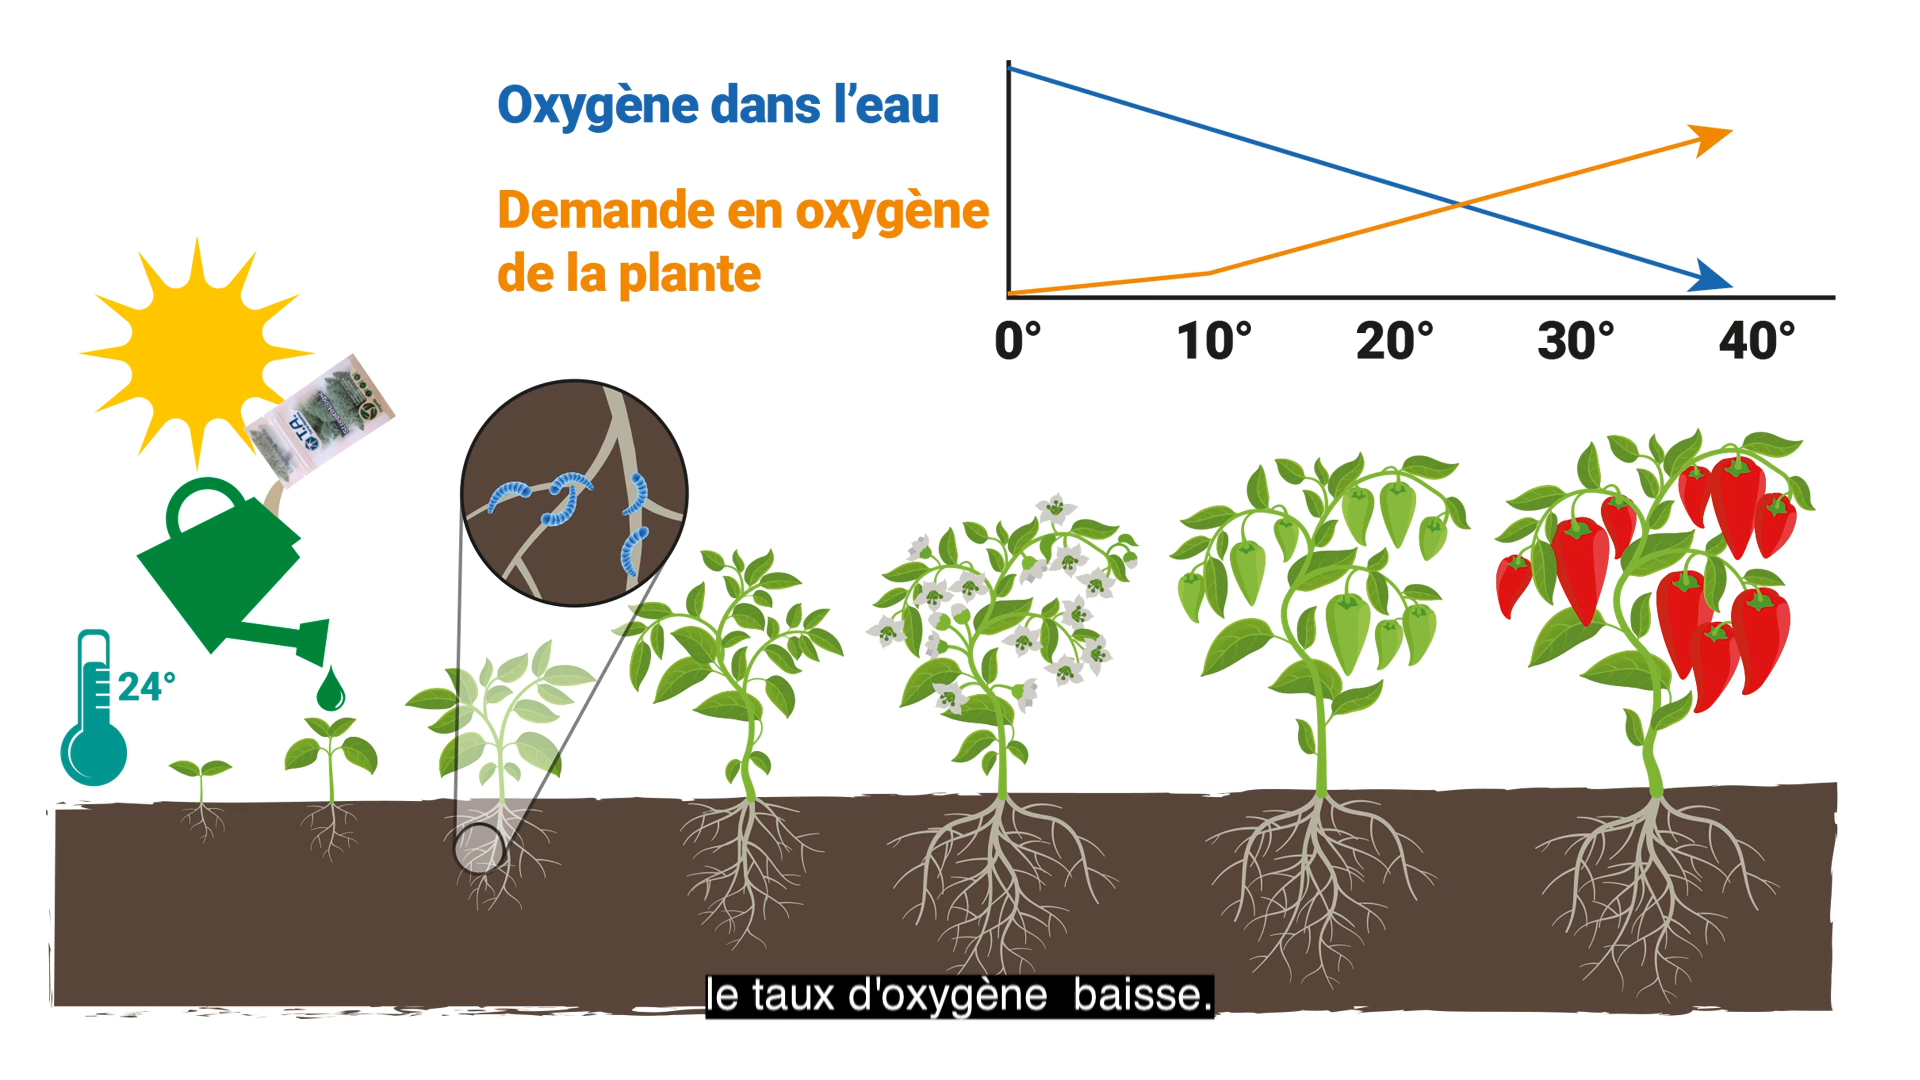 Oxygène dans l’eau
Demande en oxygène
de la plante
0° 10° 20° 30° 40°
T.A.
24°
le taux d'oxygène  baisse.